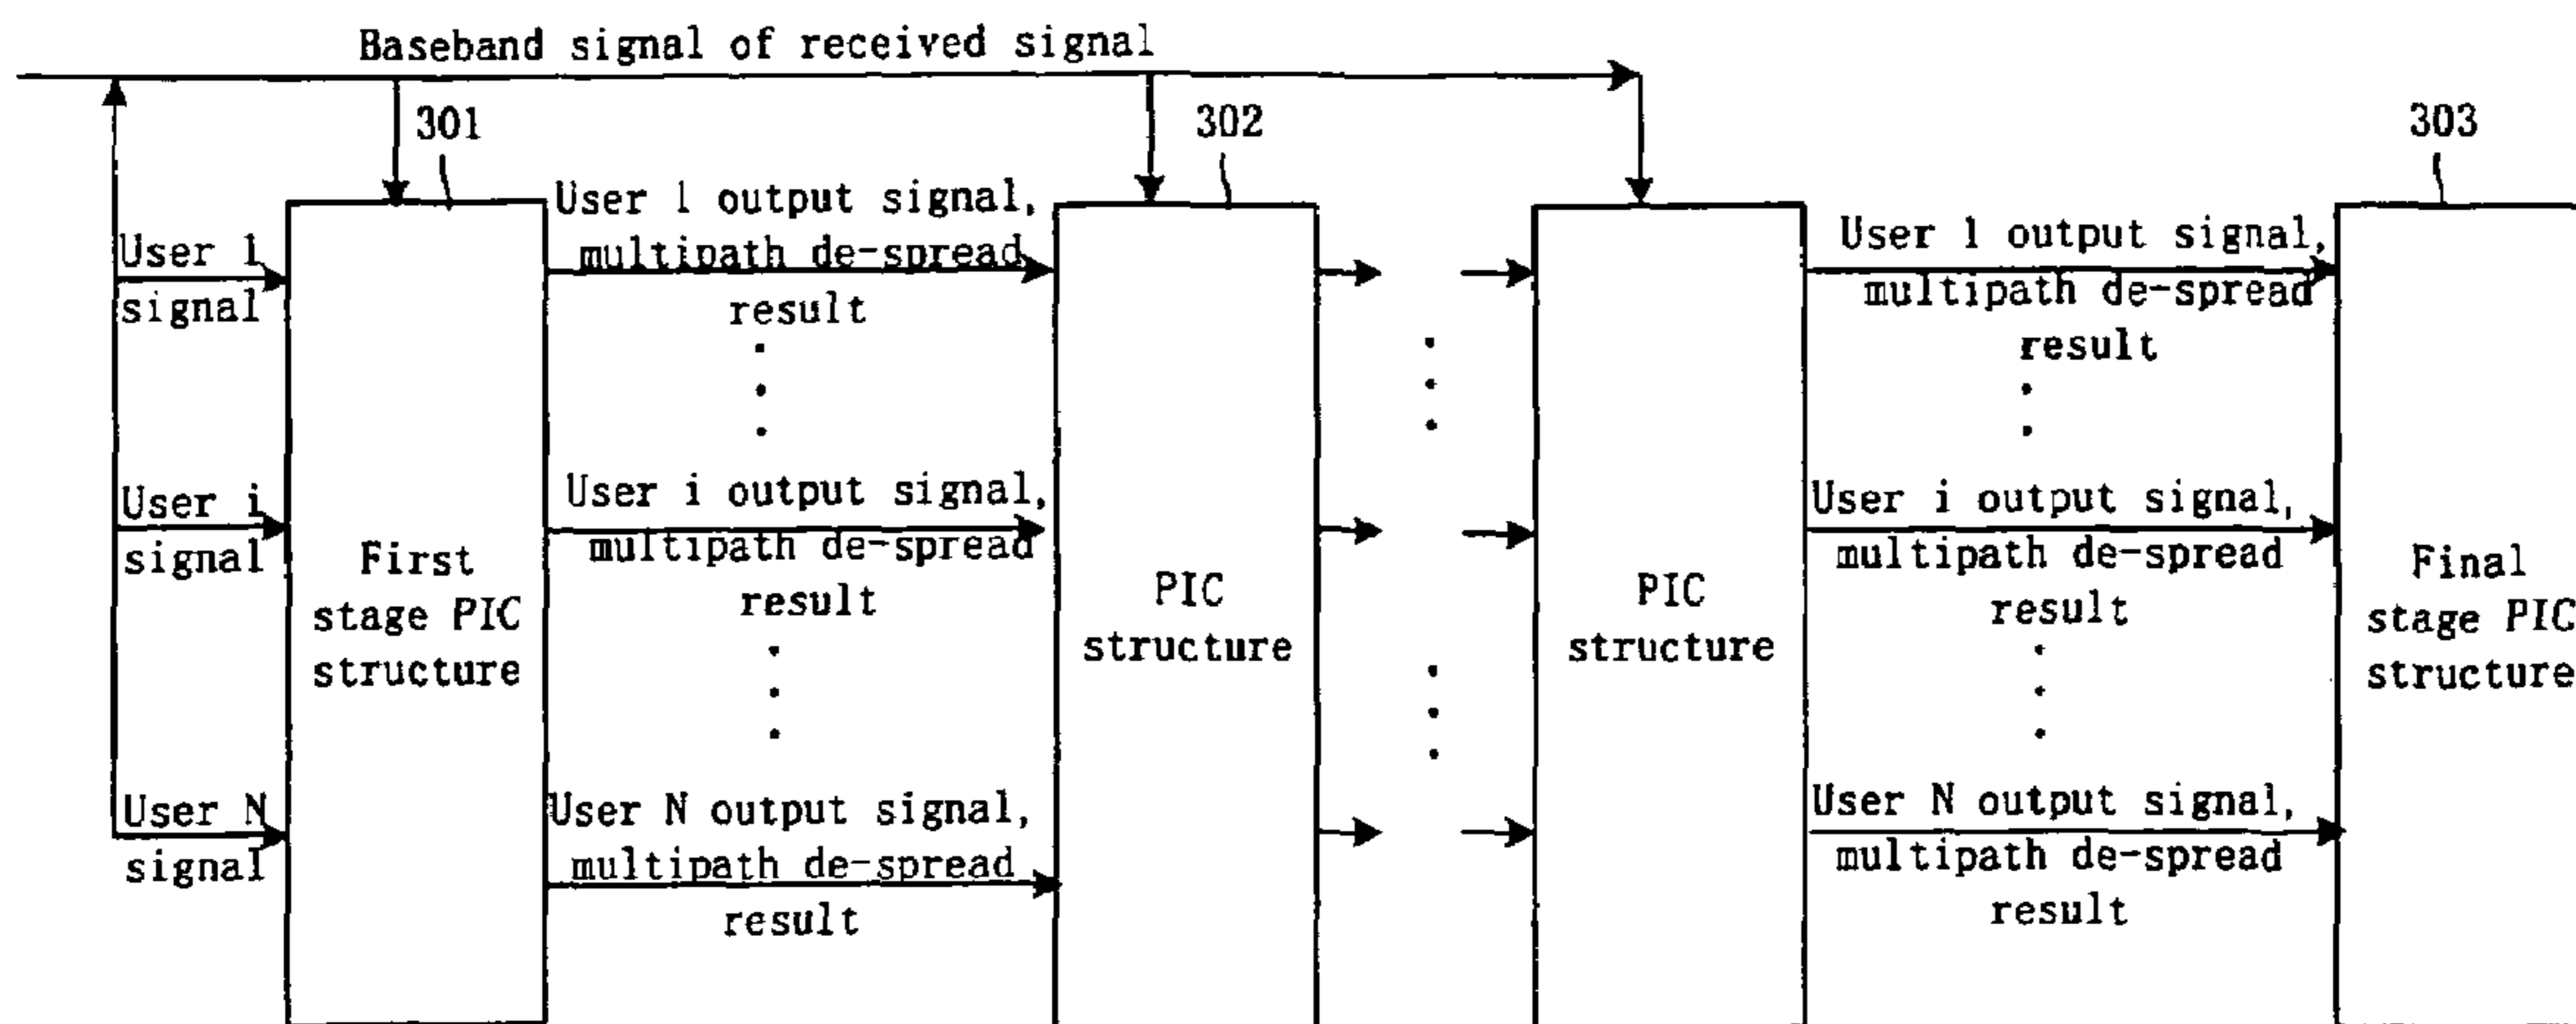 Baseband signal of received signal
301
302
303
User 1
signal
User i
signal
User N
signal
First
stage PIC
structure
User 1 output signal,
multipath de-spread
result
User i output signal,
multipath de-spread
result
User N output signal,
multipath de-spread
result
PIC
structure
PIC
structure
User 1 output signal,
multipath de-spread
result
User i output signal,
multipath de-spread
result
User N output signal,
multipath de-spread
result
Final
stage PIC
structure